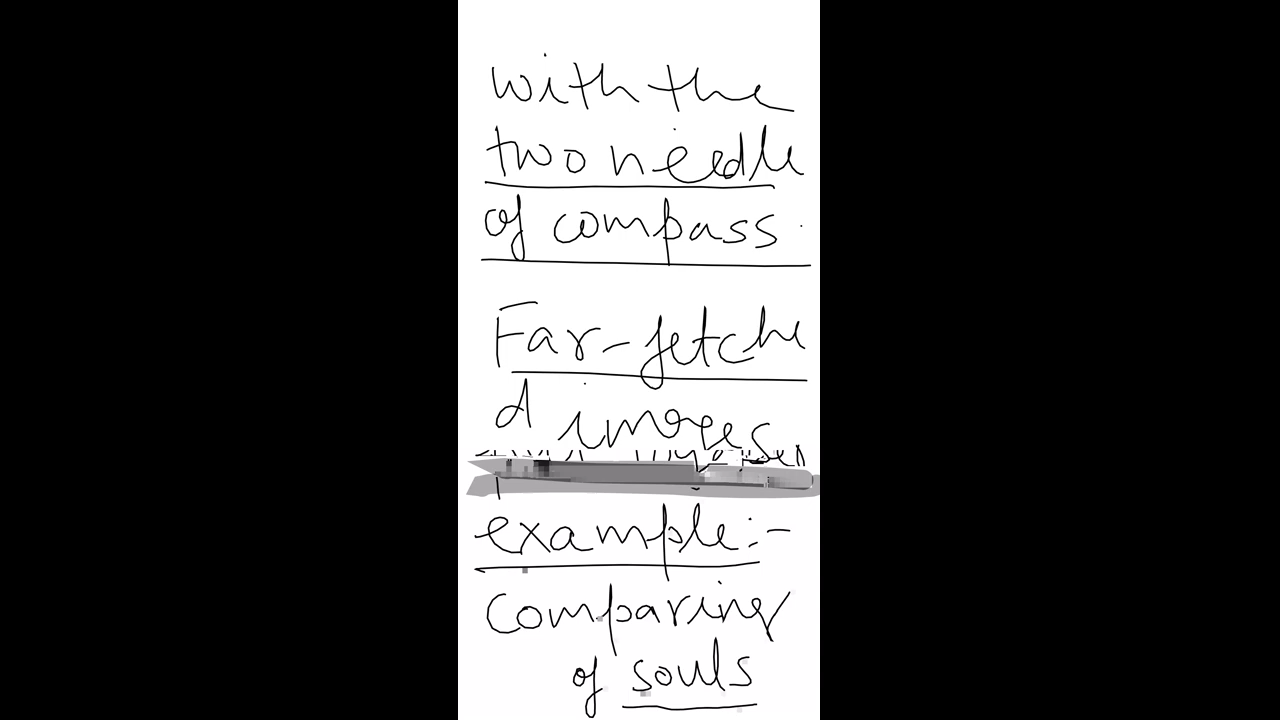 with the
two needle
of compass.
Far-fetche
d images
example:-
comparing
of souls